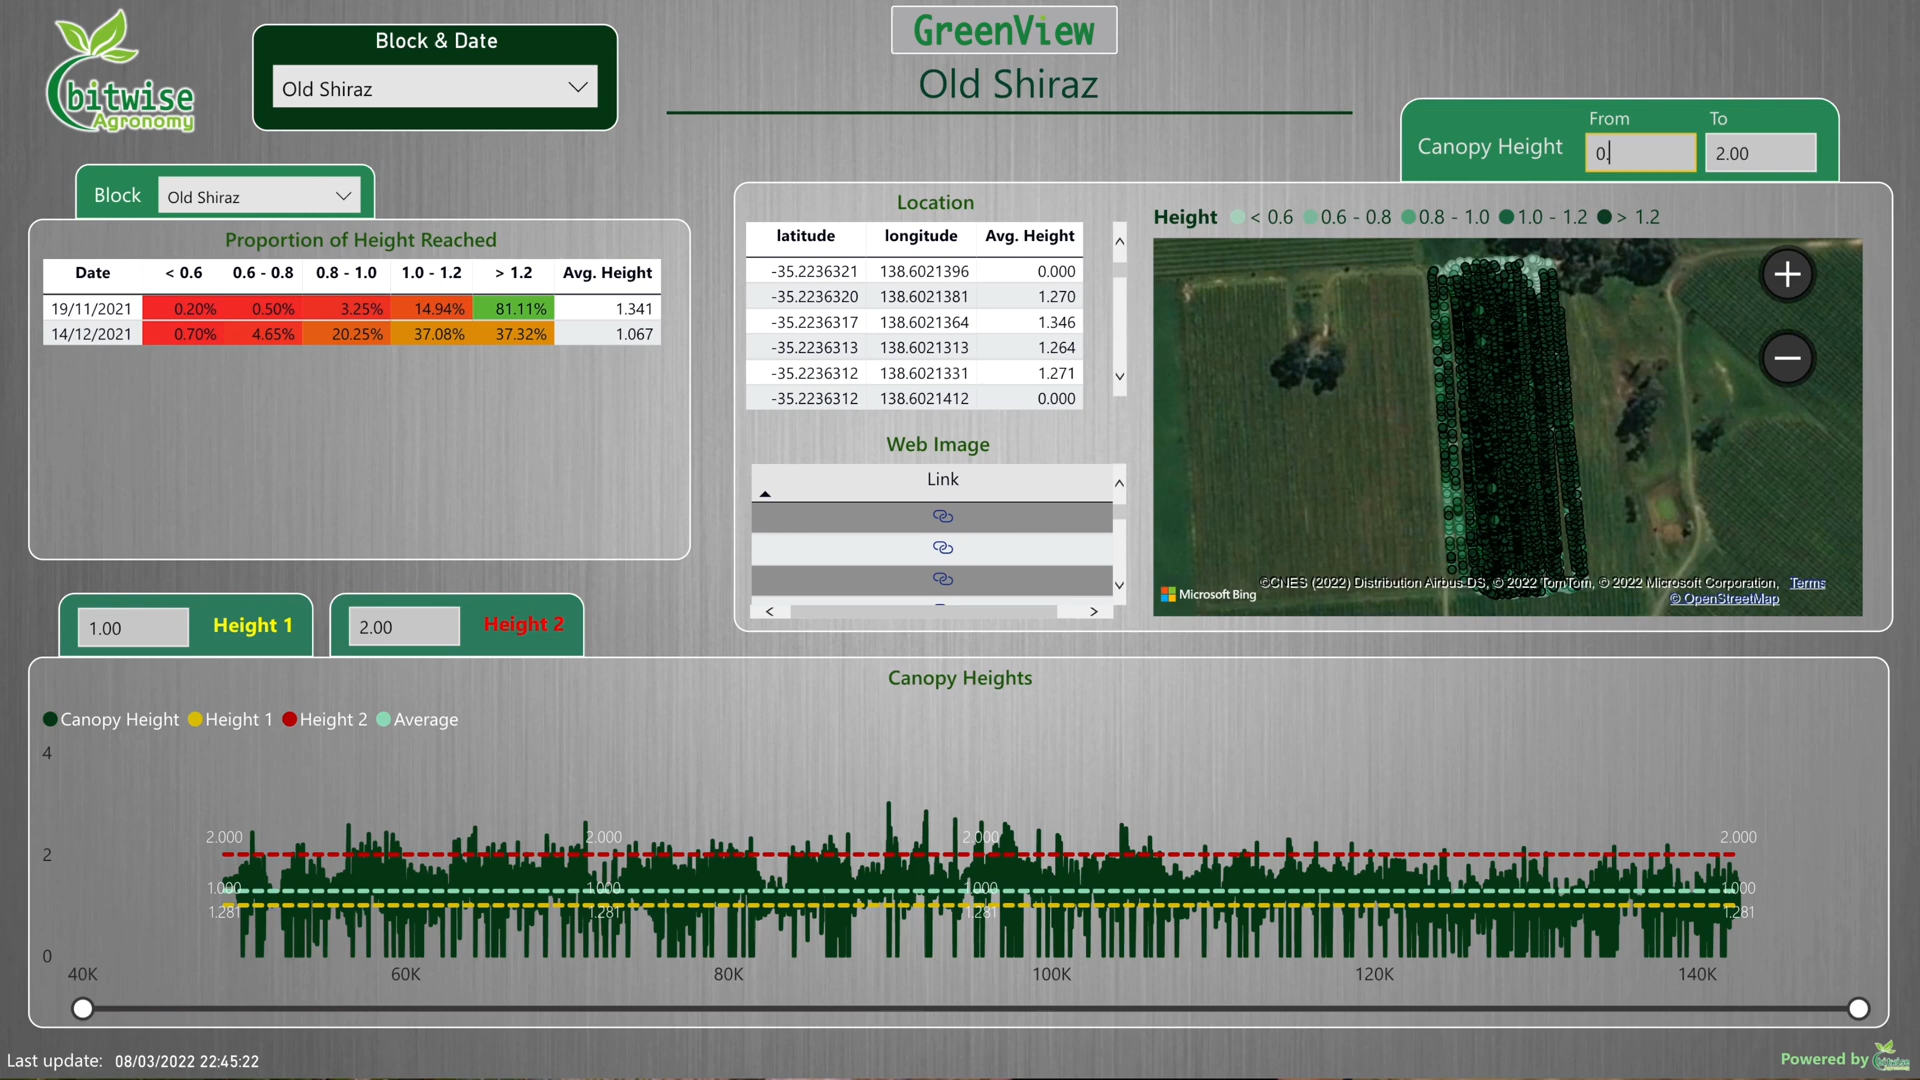 bitwise
Agronomy
Block & Date
Old Shiraz
GreenView
Old Shiraz
Canopy Height
From
To
0.
2.00
Block
Old Shiraz
Proportion of Height Reached
Date < 0.6 0.6 - 0.8 0.8 - 1.0 1.0 - 1.2 > 1.2 Avg. Height
19/11/2021 0.20% 0.50% 3.25% 14.94% 81.11% 1.341
14/12/2021 0.70% 4.65% 20.25% 37.08% 37.32% 1.067
Location
latitude longitude Avg. Height
-35.2236321 138.6021396 0.000
-35.2236320 138.6021381 1.270
-35.2236317 138.6021364 1.346
-35.2236313 138.6021313 1.264
-35.2236312 138.6021331 1.271
-35.2236312 138.6021412 0.000
Web Image
Link
Height < 0.6 0.6 - 0.8 0.8 - 1.0 1.0 - 1.2 > 1.2
Microsoft Bing
©CNES (2022) Distribution Airbus DS, © 2022 TomTom, © 2022 Microsoft Corporation, Terms
© OpenStreetMap
1.00 Height 1
2.00 Height 2
Canopy Heights
Canopy Height Height 1 Height 2 Average
4
2.000 2.000 2.000 2.000
2
1.000 1.000 1.000 1.000
1.281 1.281 1.281 1.281
0
40K 60K 80K 100K 120K 140K
Last update: 08/03/2022 22:45:22
Powered by bitwise
Agronomy